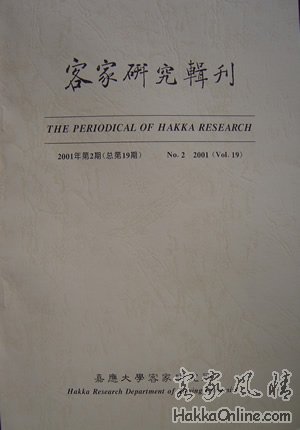 客家研究輯刊
THE PERIODICAL OF HAKKA RESEARCH
2001年第2期(总第19期) No. 2 2001 (Vol. 19)
嘉應大學客家
Hakka Research Department of
客家风情
HakkaOnline.com